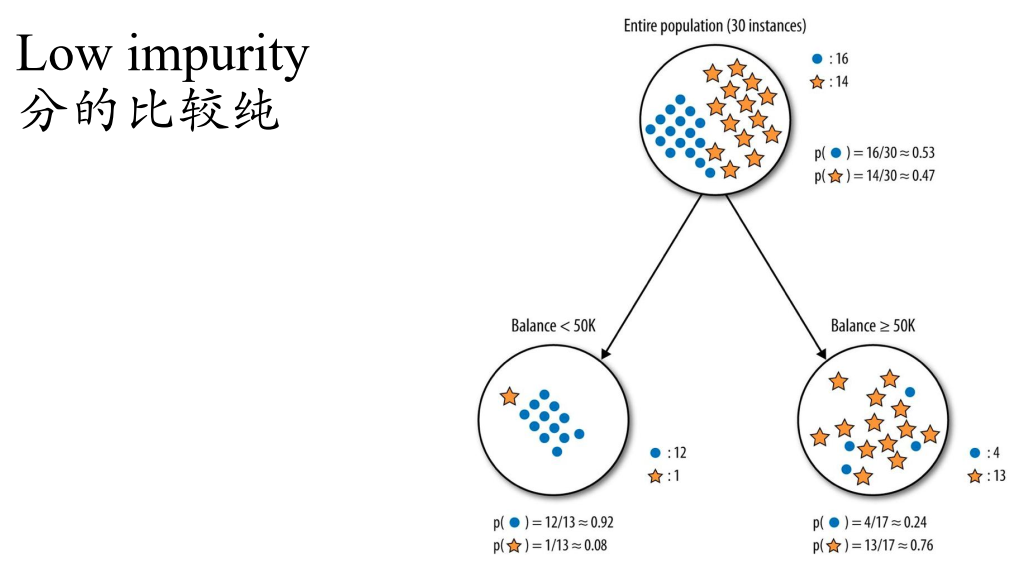 Low impurity
分的比较纯
Entire population (30 instances)
: 16
: 14
p( ) = 16/30 ≈ 0.53
p( ) = 14/30 ≈ 0.47
Balance < 50K
Balance ≥ 50K
: 12
: 1
: 4
: 13
p( ) = 12/13 ≈ 0.92
p( ) = 1/13 ≈ 0.08
p( ) = 4/17 ≈ 0.24
p( ) = 13/17 ≈ 0.76